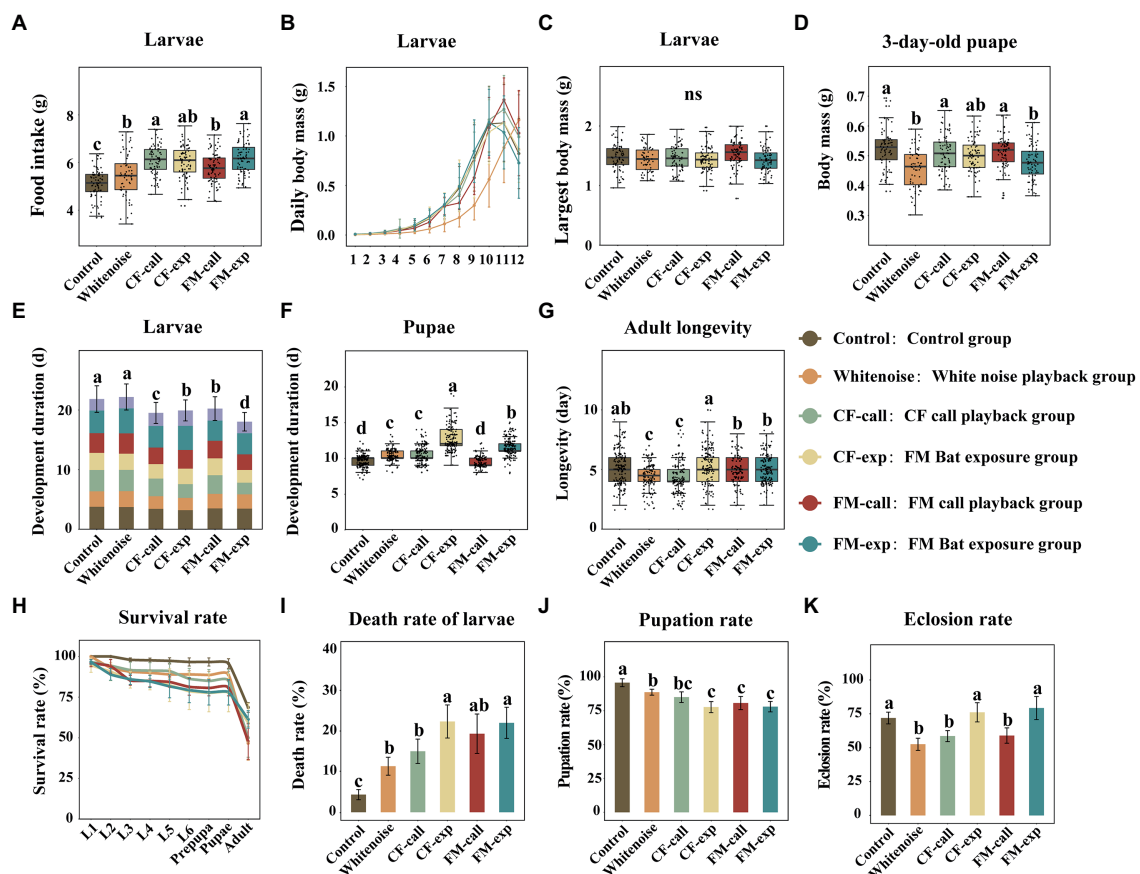 A
Larvae
Food intake (g)
8
6
4
c
b
a
ab
b
a
Control
Whitenoise
CF-call
CF-exp
FM-call
FM-exp
B
Larvae
Daily body mass (g)
1.5
1.0
0.5
0.0
1 2 3 4 5 6 7 8 9 10 11 12
C
Larvae
Largest body mass (g)
2
1
0
ns
Control
Whitenoise
CF-call
CF-exp
FM-call
FM-exp
D
3-day-old puape
Body mass (g)
0.7
0.6
0.5
0.4
0.3
a
b
a
ab
a
b
Control
Whitenoise
CF-call
CF-exp
FM-call
FM-exp
E
Larvae
Development duration (d)
20
10
0
a
a
c
b
b
d
Control
Whitenoise
CF-call
CF-exp
FM-call
FM-exp
F
Pupae
Development duration (d)
20
15
10
5
0
d
c
c
a
d
b
Control
Whitenoise
CF-call
CF-exp
FM-call
FM-exp
G
Adult longevity
Longevity (day)
10
5
0
ab
c
c
a
b
b
Control
Whitenoise
CF-call
CF-exp
FM-call
FM-exp
Control: Control group
Whitenoise: White noise playback group
CF-call: CF call playback group
CF-exp: FM Bat exposure group
FM-call: FM call playback group
FM-exp: FM Bat exposure group
H
Survival rate
Survival rate (%)
100
75
50
25
0
L1
L2
L3
L4
L5
L6
Prepupa
Pupae
Adult
I
Death rate of larvae
Death rate (%)
40
30
20
10
0
c
b
b
a
ab
a
Control
Whitenoise
CF-call
CF-exp
FM-call
FM-exp
J
Pupation rate
Pupation rate (%)
100
75
50
25
0
a
b
bc
c
c
c
Control
Whitenoise
CF-call
CF-exp
FM-call
FM-exp
K
Eclosion rate
Eclosion rate (%)
100
75
50
25
0
a
b
b
a
b
a
Control
Whitenoise
CF-call
CF-exp
FM-call
FM-exp